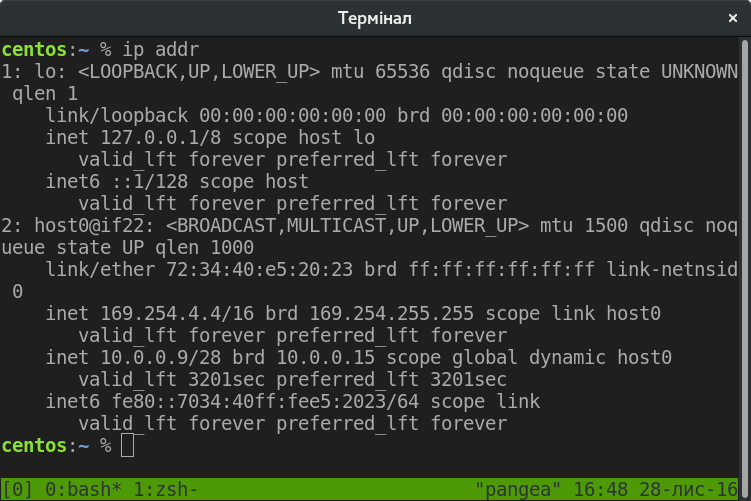 Термінал
centos:~ % ip addr
1: lo: <LOOPBACK,UP,LOWER_UP> mtu 65536 qdisc noqueue state UNKNOWN
 qlen 1
    link/loopback 00:00:00:00:00:00 brd 00:00:00:00:00:00
    inet 127.0.0.1/8 scope host lo
       valid_lft forever preferred_lft forever
    inet6 ::1/128 scope host
       valid_lft forever preferred_lft forever
2: host0@if22: <BROADCAST,MULTICAST,UP,LOWER_UP> mtu 1500 qdisc noq
ueue state UP qlen 1000
    link/ether 72:34:40:e5:20:23 brd ff:ff:ff:ff:ff:ff link-netnsid
 0
    inet 169.254.4.4/16 brd 169.254.255.255 scope link host0
       valid_lft forever preferred_lft forever
    inet 10.0.0.9/28 brd 10.0.0.15 scope global dynamic host0
       valid_lft 3201sec preferred_lft 3201sec
    inet6 fe80::7034:40ff:fee5:2023/64 scope link
       valid_lft forever preferred_lft forever
centos:~ %
[0] 0:bash* 1:zsh- "pangea" 16:48 28-лис-16